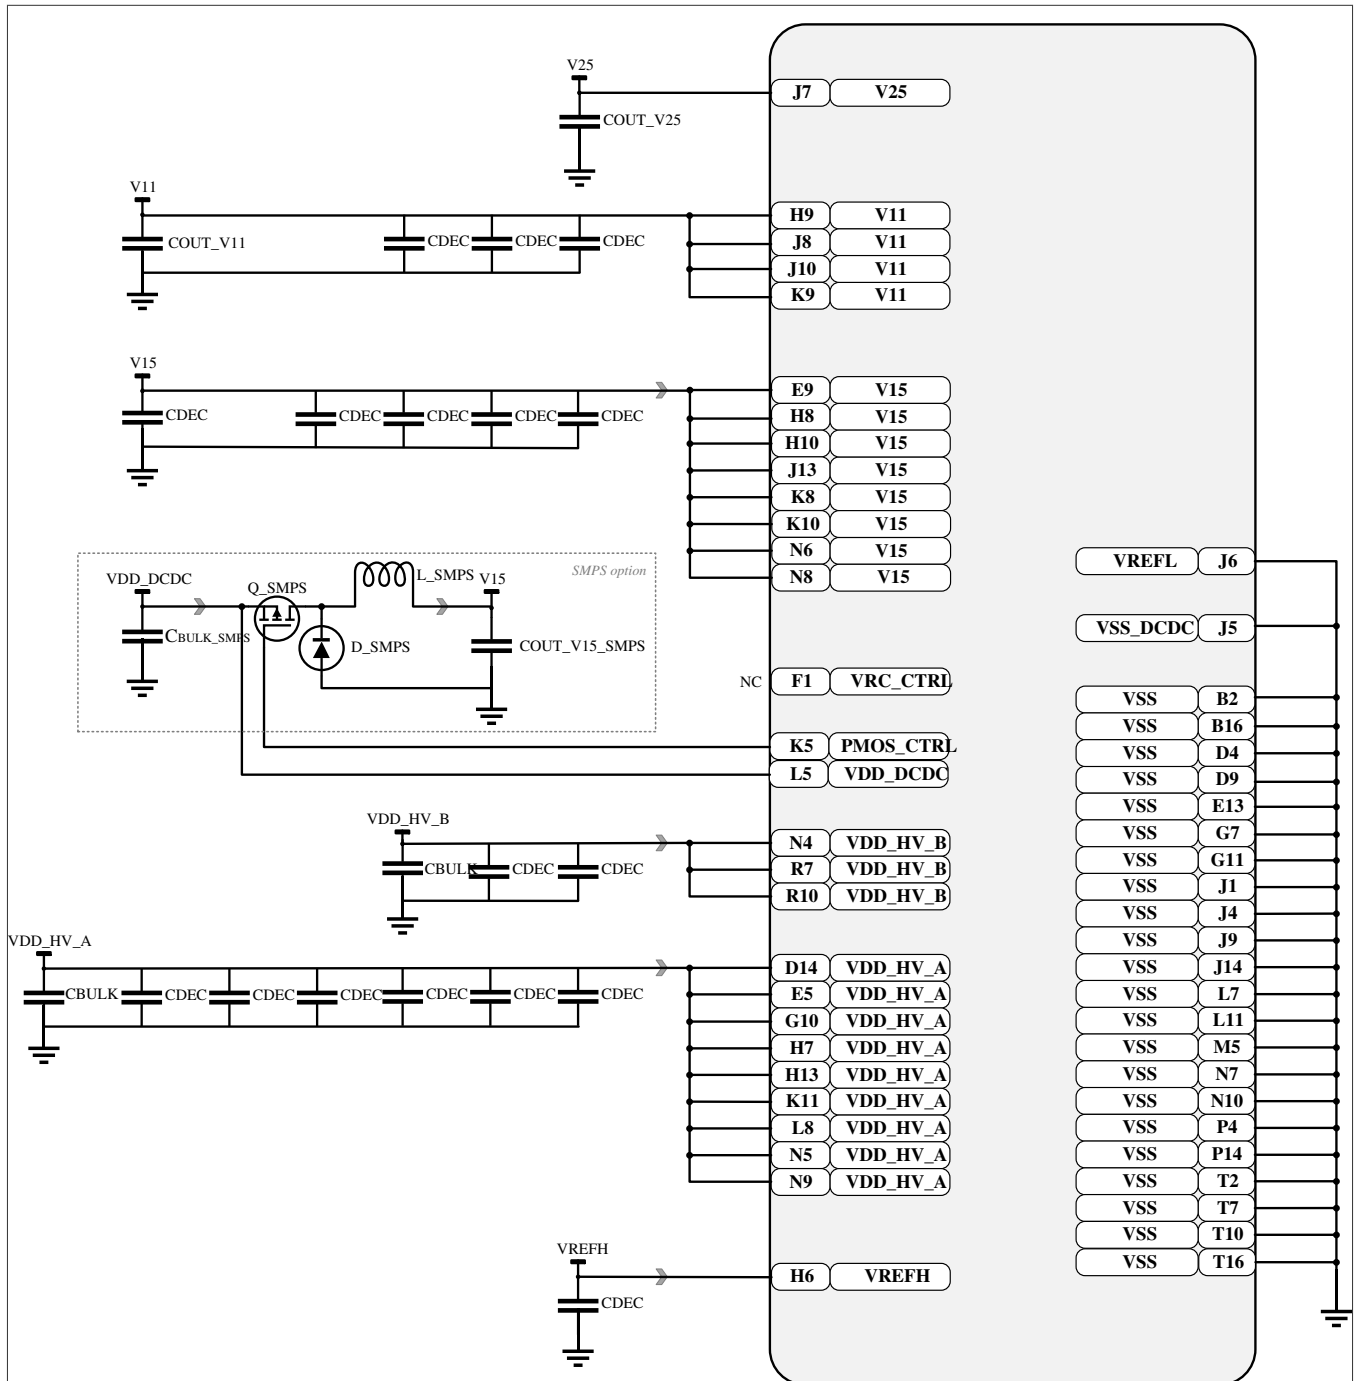 V25
J7 V25
COUT_V25
V11
COUT_V11 CDEC CDEC CDEC
H9 V11
J8 V11
J10 V11
K9 V11
V15
CDEC CDEC CDEC CDEC CDEC
E9 V15
H8 V15
H10 V15
J13 V15
K8 V15
K10 V15
N6 V15
N8 V15
SMPS option
VDD_DCDC
Q_SMPS
L_SMPS
V15
CBULK_SMPS
D_SMPS
COUT_V15_SMPS
NC F1 VRC_CTRL
K5 PMOS_CTRL
L5 VDD_DCDC
VDD_HV_B
CBULK CDEC CDEC
N4 VDD_HV_B
R7 VDD_HV_B
R10 VDD_HV_B
VDD_HV_A
CBULK CDEC CDEC CDEC CDEC CDEC CDEC
D14 VDD_HV_A
E5 VDD_HV_A
G10 VDD_HV_A
H7 VDD_HV_A
H13 VDD_HV_A
K11 VDD_HV_A
L8 VDD_HV_A
N5 VDD_HV_A
N9 VDD_HV_A
VREFH
CDEC
H6 VREFH
VREFL J6
VSS_DCDC J5
VSS B2
VSS B16
VSS D4
VSS D9
VSS E13
VSS G7
VSS G11
VSS J1
VSS J4
VSS J9
VSS J14
VSS L7
VSS L11
VSS M5
VSS N7
VSS N10
VSS P4
VSS P14
VSS T2
VSS T7
VSS T10
VSS T16